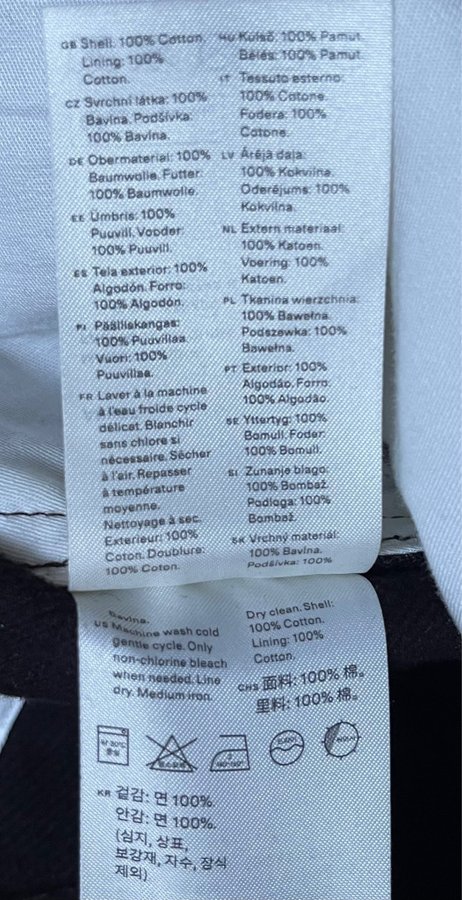 GB Shell: 100% Cotton.
Lining: 100%
Cotton.
CZ Svrchní látka: 100%
Bavlna. Podšívka:
100% Bavlna.
DE Obermaterial: 100%
Baumwolle. Futter:
100% Baumwolle.
EE Ümbris: 100%
Puuvill. Vooder:
100% Puuvill.
ES Tela exterior: 100%
Algodón. Forro:
100% Algodón.
FI Päälliskangas:
100% Puuvillaa.
Vuori: 100%
Puuvillaa.
FR Laver à la machine
à l'eau froide cycle
délicat. Blanchir
sans chlore si
nécessaire. Sécher
à l'air. Repasser
à température
moyenne.
Nettoyage à sec.
Exterieur: 100%
Coton. Doublure:
100% Coton.
HU Külső: 100% Pamut.
Bélés: 100% Pamut.
IT Tessuto esterno:
100% Cotone.
Fodera: 100%
Cotone.
LV Ārējā daļa:
100% Kokvilna.
Oderējums: 100%
Kokvilna.
NL Extern materiaal:
100% Katoen.
Voering: 100%
Katoen.
PL Tkanina wierzchnia:
100% Bawełna.
Podszewka: 100%
Bawełna.
PT Exterior: 100%
Algodão. Forro:
100% Algodão.
SE Yttertyg: 100%
Bomull. Foder:
100% Bomull.
SI Zunanje blago:
100% Bombaž.
Podloga: 100%
Bombaž.
SK Vrchný materiál:
100% Bavlna.
Podšívka: 100%
Bavlna.
US Machine wash cold
gentle cycle. Only
non-chlorine bleach
when needed. Line
dry. Medium iron.
Dry clean. Shell:
100% Cotton.
Lining: 100%
Cotton.
CHS 面料: 100% 棉。
里料: 100% 棉。
KR 겉감: 면 100%.
안감: 면 100%.
(심지, 상표,
보강재, 자수, 장식
제외)